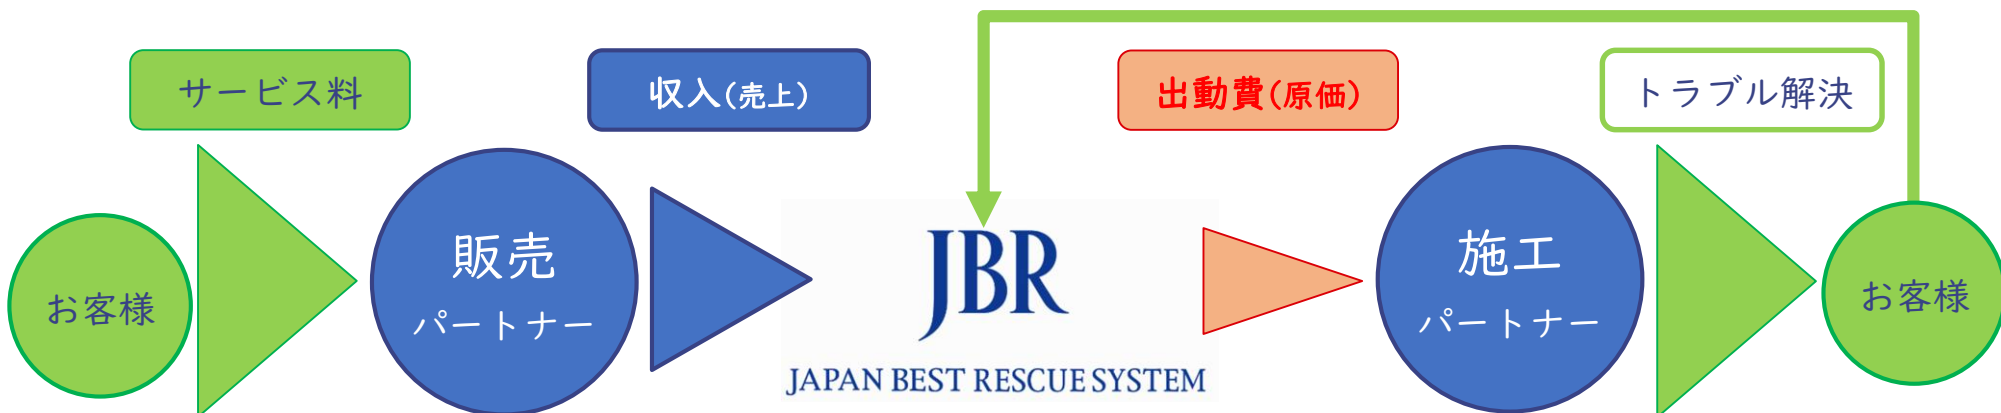 サービス料
収入(売上)
出動費(原価)
トラブル解決
お客様
販売
パートナー
JBR
JAPAN BEST RESCUE SYSTEM
施工
パートナー
お客様